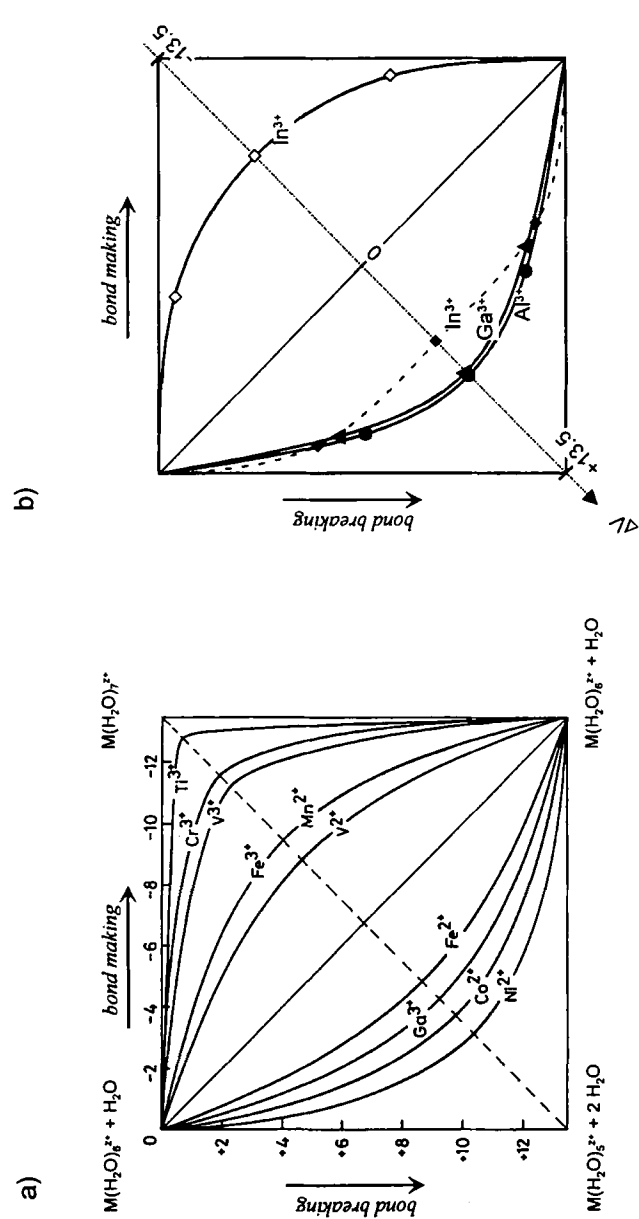 a)
M(H₂O)₆ᶻ⁺ + H₂O
M(H₂O)₇ᶻ⁺
bond making
0
-2
-4
-6
-8
-10
-12
+2
+4
+6
+8
+10
+12
bond breaking
Ti³⁺
Cr³⁺
V³⁺
Fe³⁺
Mn²⁺
V²⁺
Fe²⁺
Ga³⁺
Co²⁺
Ni²⁺
M(H₂O)₅ᶻ⁺ + 2 H₂O
M(H₂O)₆ᶻ⁺ + H₂O
b)
bond making
-13.5
In³⁺
0
In³⁺
Ga³⁺
Al³⁺
bond breaking
+13.5
ΔV